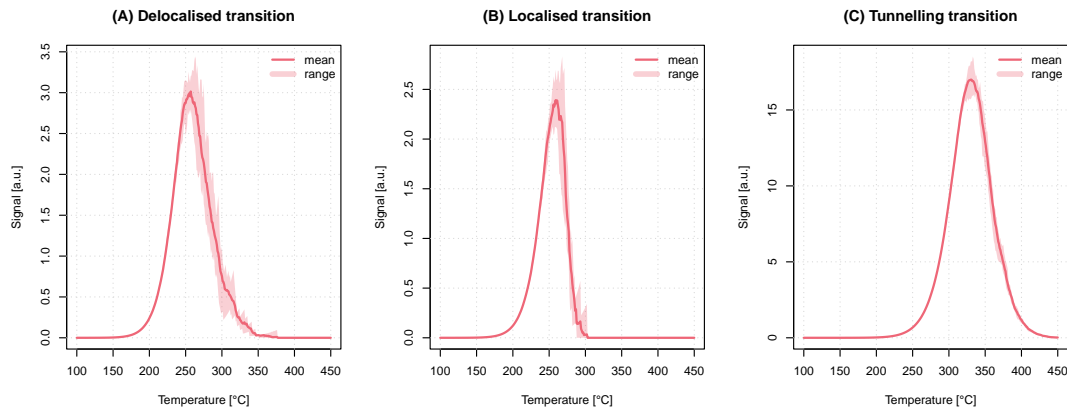 (A) Delocalised transition
Signal [a.u.]
3.5
3.0
2.5
2.0
1.5
1.0
0.5
0.0
mean
range
100 150 200 250 300 350 400 450
Temperature [°C]
(B) Localised transition
Signal [a.u.]
2.5
2.0
1.5
1.0
0.5
0.0
mean
range
100 150 200 250 300 350 400 450
Temperature [°C]
(C) Tunnelling transition
Signal [a.u.]
15
10
5
0
mean
range
100 150 200 250 300 350 400 450
Temperature [°C]